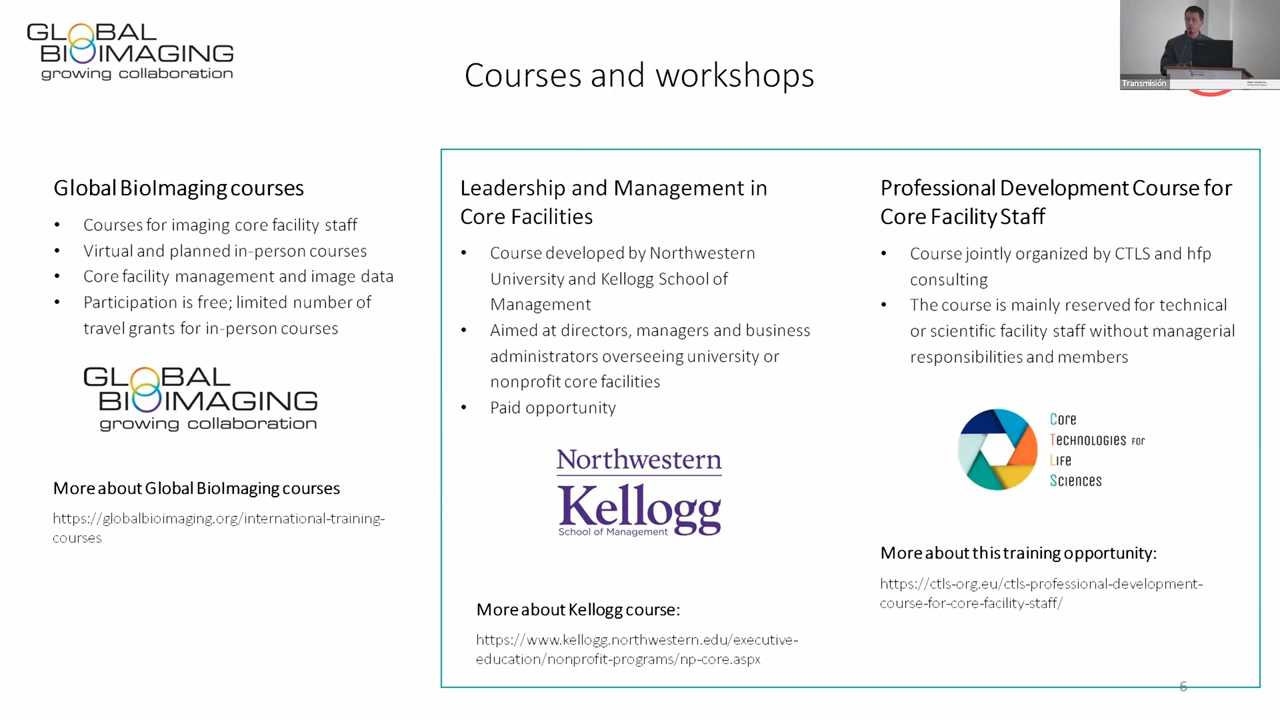 GLOBAL
BIOIMAGING
growing collaboration
Courses and workshops
Transmisión
Global BioImaging courses
• Courses for imaging core facility staff
• Virtual and planned in-person courses
• Core facility management and image data
• Participation is free; limited number of
travel grants for in-person courses
GLOBAL
BIOIMAGING
growing collaboration
More about Global BioImaging courses
https://globalbioimaging.org/international-training-
courses
Leadership and Management in
Core Facilities
• Course developed by Northwestern
University and Kellogg School of
Management
• Aimed at directors, managers and business
administrators overseeing university or
nonprofit core facilities
• Paid opportunity
Northwestern
Kellogg
School of Management
More about Kellogg course:
https://www.kellogg.northwestern.edu/executive-
education/nonprofit-programs/np-core.aspx
Professional Development Course for
Core Facility Staff
• Course jointly organized by CTLS and hfp
consulting
• The course is mainly reserved for technical
or scientific facility staff without managerial
responsibilities and members
Core
Technologies for
Life
Sciences
More about this training opportunity:
https://ctls-org.eu/ctls-professional-development-
course-for-core-facility-staff/
6